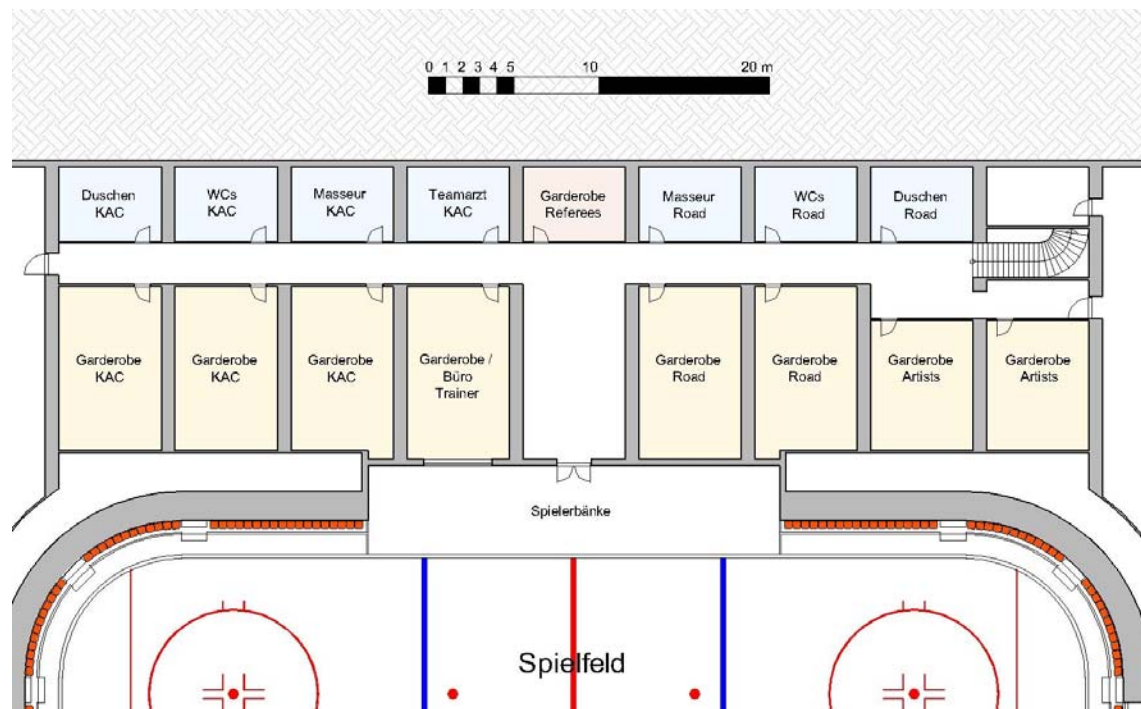 0 1 2 3 4 5 10 20 m
Duschen
KAC
WCs
KAC
Masseur
KAC
Teamarzt
KAC
Garderobe
Referees
Masseur
Road
WCs
Road
Duschen
Road
Garderobe
KAC
Garderobe
KAC
Garderobe
KAC
Garderobe /
Büro
Trainer
Garderobe
Road
Garderobe
Road
Garderobe
Artists
Garderobe
Artists
Spielerbänke
Spielfeld